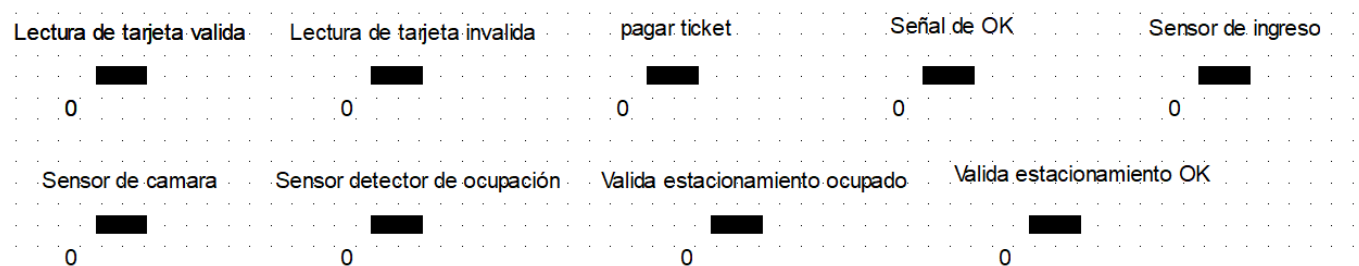 Lectura de tarjeta valida Lectura de tarjeta invalida pagar ticket Señal de OK Sensor de ingreso
0 0 0 0 0
Sensor de camara Sensor detector de ocupación Valida estacionamiento ocupado Valida estacionamiento OK
0 0 0 0